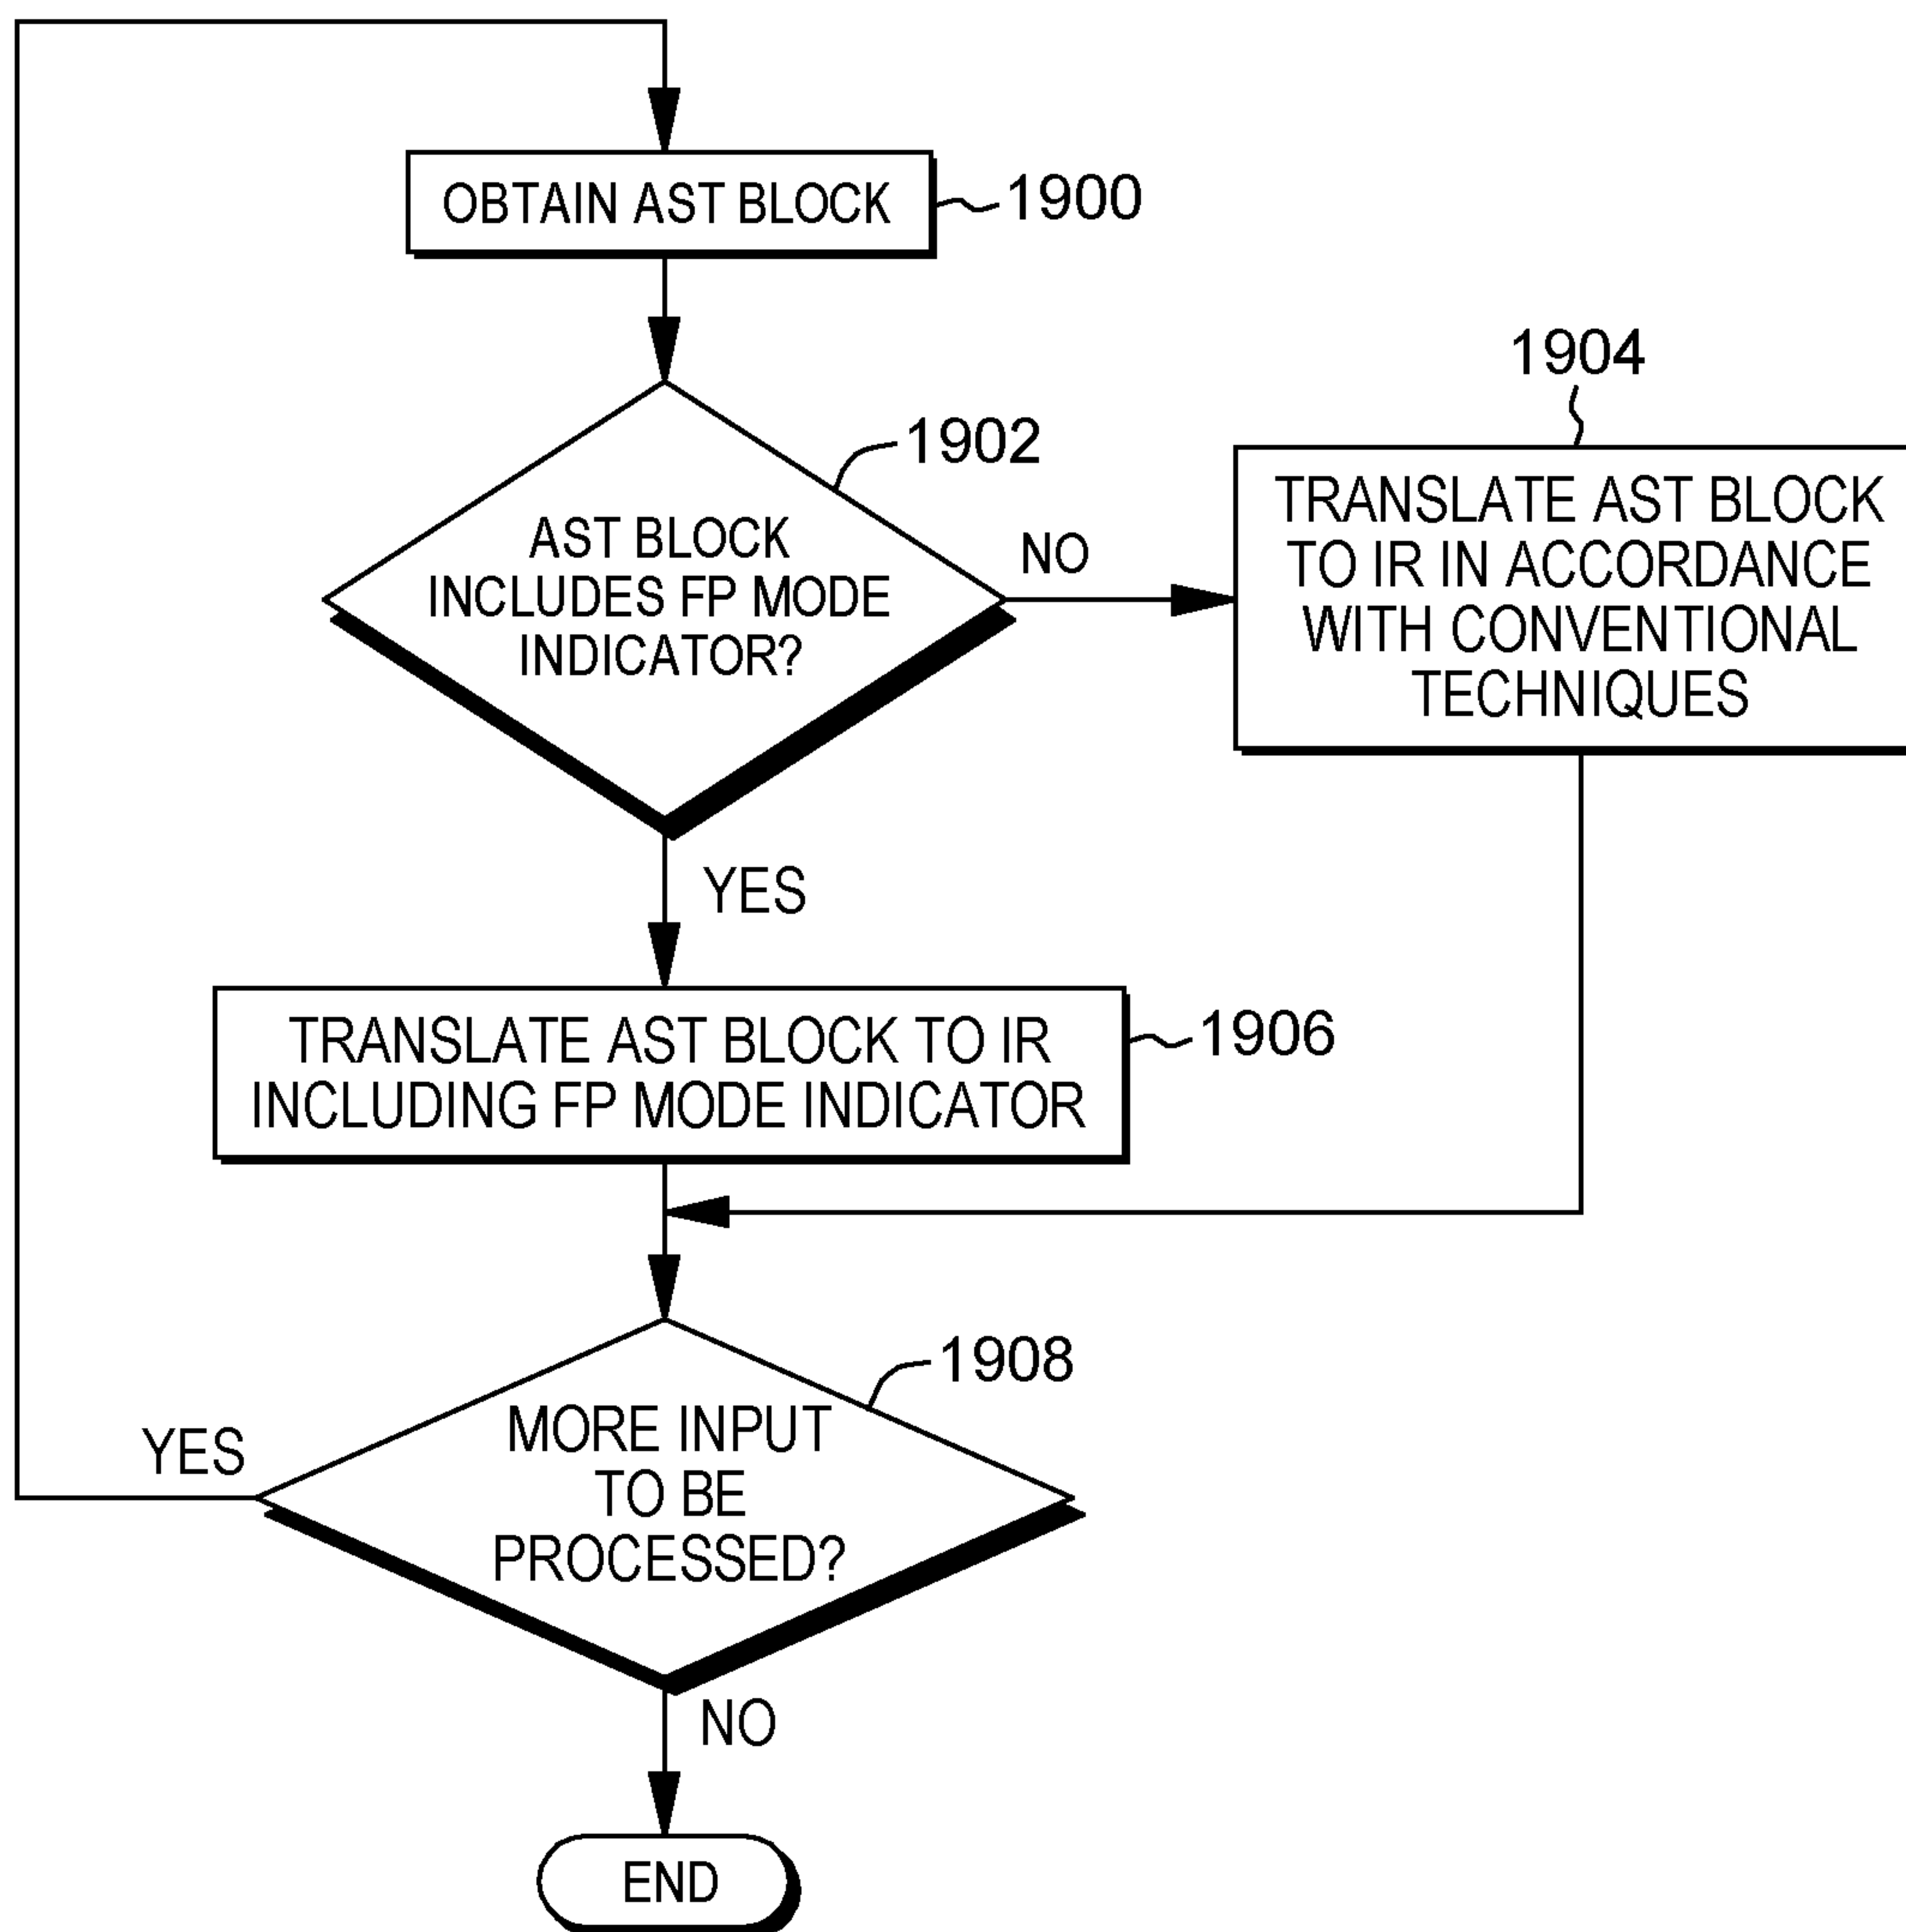 OBTAIN AST BLOCK
1900
1902
AST BLOCK
INCLUDES FP MODE
INDICATOR?
NO
1904
TRANSLATE AST BLOCK
TO IR IN ACCORDANCE
WITH CONVENTIONAL
TECHNIQUES
YES
TRANSLATE AST BLOCK TO IR
INCLUDING FP MODE INDICATOR
1906
1908
MORE INPUT
TO BE
PROCESSED?
YES
NO
END